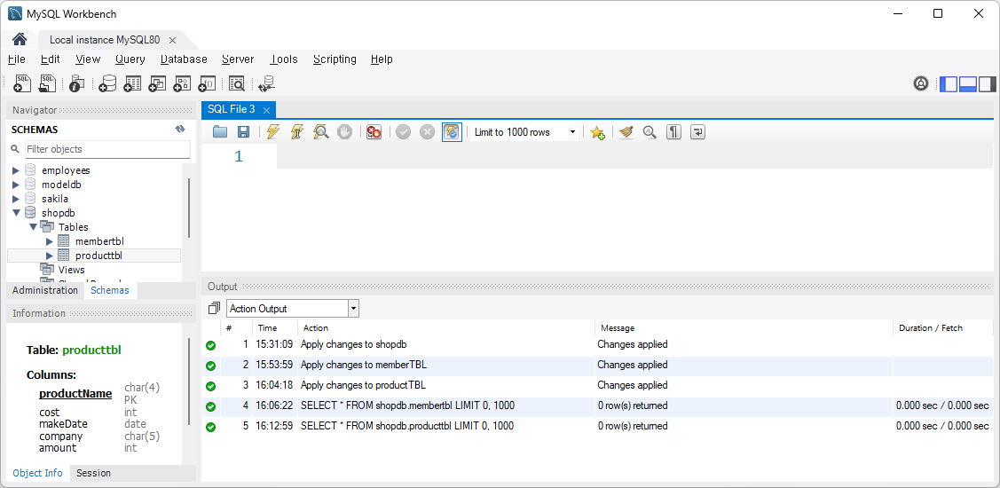 MySQL Workbench
Local instance MySQL80
File Edit View Query Database Server Tools Scripting Help
Navigator
SCHEMAS
Filter objects
employees
modeldb
sakila
shopdb
Tables
membertbl
producttbl
Views
Administration Schemas
Information
Table: producttbl
Columns:
productName char(4)
PK
cost int
makeDate date
company char(5)
amount int
Object Info Session
SQL File 3
Limit to 1000 rows
1
Output
Action Output
# Time Action Message Duration / Fetch
1 15:31:09 Apply changes to shopdb Changes applied
2 15:53:59 Apply changes to memberTBL Changes applied
3 16:04:18 Apply changes to productTBL Changes applied
4 16:06:22 SELECT * FROM shopdb.membertbl LIMIT 0, 1000 0 row(s) returned 0.000 sec / 0.000 sec
5 16:12:59 SELECT * FROM shopdb.producttbl LIMIT 0, 1000 0 row(s) returned 0.000 sec / 0.000 sec